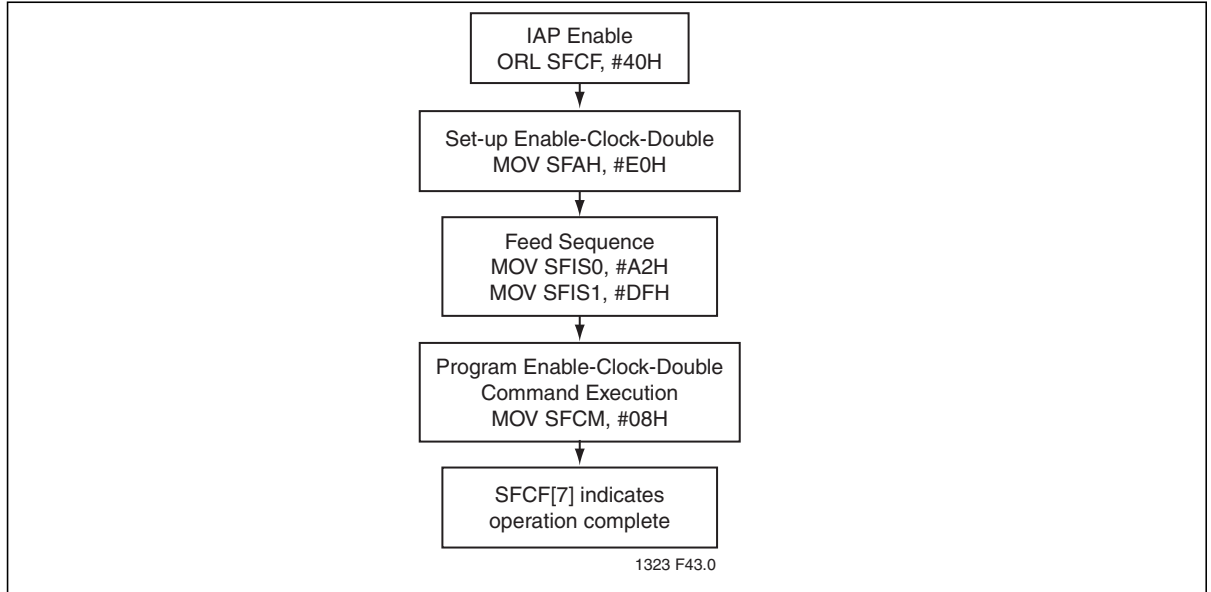 IAP Enable
ORL SFCF, #40H
Set-up Enable-Clock-Double
MOV SFAH, #E0H
Feed Sequence
MOV SFIS0, #A2H
MOV SFIS1, #DFH
Program Enable-Clock-Double
Command Execution
MOV SFCM, #08H
SFCF[7] indicates
operation complete
1323 F43.0